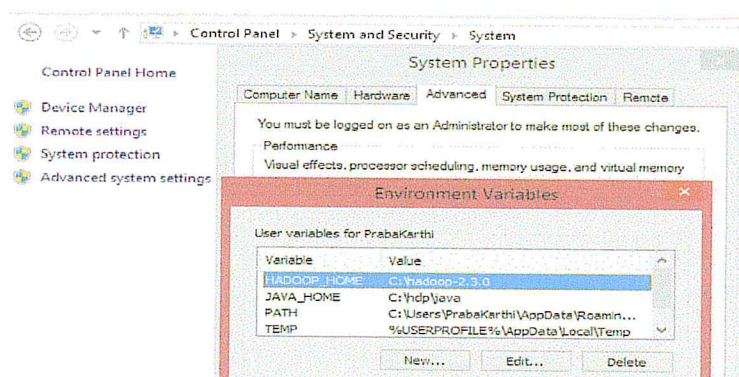 Control Panel ▸ System and Security ▸ System
Control Panel Home
Device Manager
Remote settings
System protection
Advanced system settings
System Properties
Computer Name Hardware Advanced System Protection Remote
You must be logged on as an Administrator to make most of these changes.
Performance
Visual effects, processor scheduling, memory usage, and virtual memory
Environment Variables
User variables for PrabaKarthi
Variable Value
HADOOP_HOME C:\hadoop-2.3.0
JAVA_HOME C:\hdp\java
PATH C:\Users\PrabaKarthi\AppData\Roamin...
TEMP %USERPROFILE%\AppData\Local\Temp
New... Edit... Delete